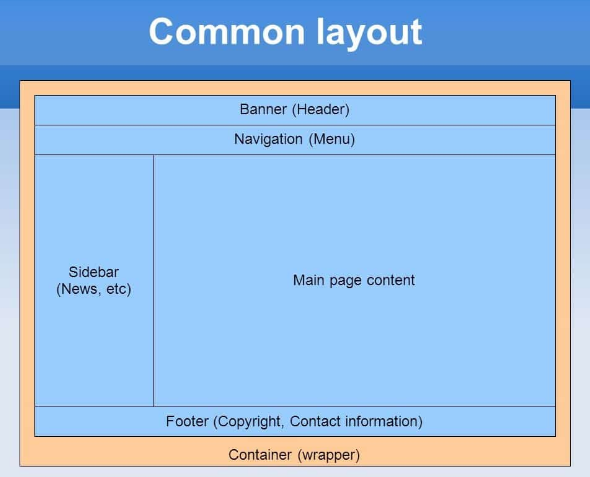 Common layout
Banner (Header)
Navigation (Menu)
Sidebar
(News, etc)
Main page content
Footer (Copyright, Contact information)
Container (wrapper)